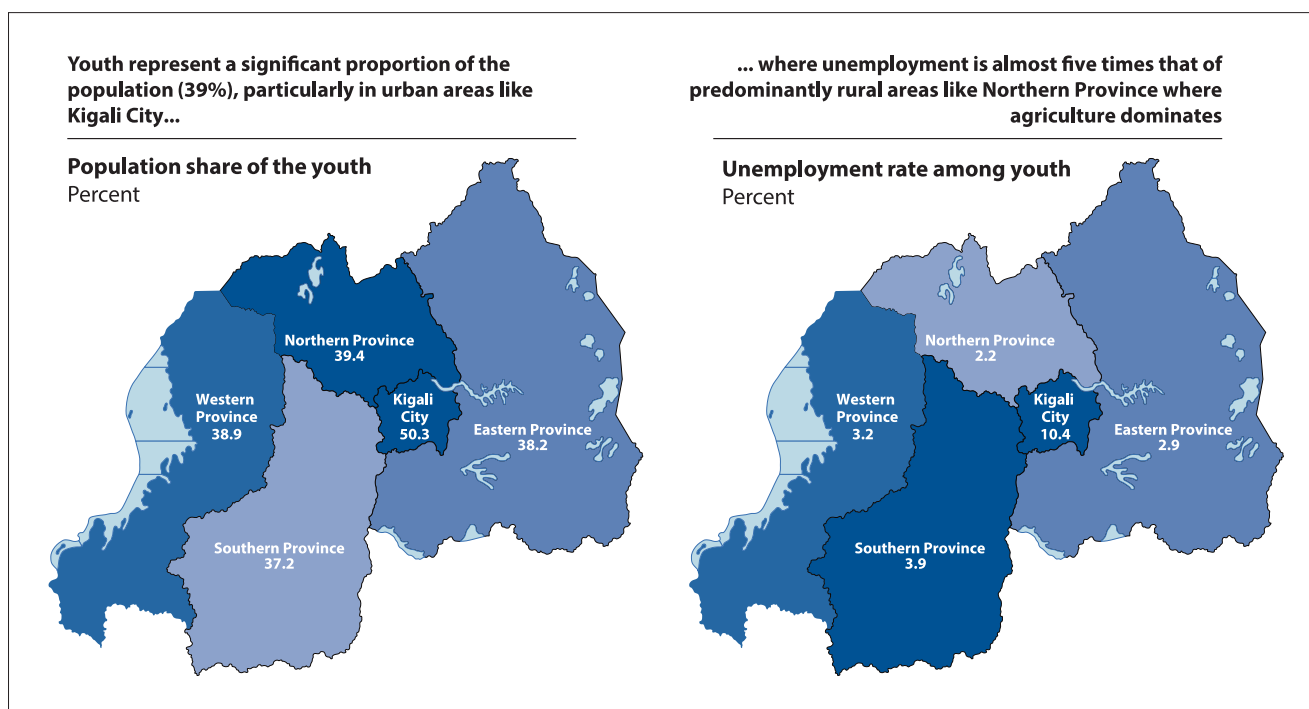 Youth represent a significant proportion of the
population (39%), particularly in urban areas like
Kigali City...
Population share of the youth
Percent
Northern Province
39.4
Western
Province
38.9
Kigali
City
50.3
Eastern Province
38.2
Southern Province
37.2
... where unemployment is almost five times that of
predominantly rural areas like Northern Province where
agriculture dominates
Unemployment rate among youth
Percent
Northern Province
2.2
Western
Province
3.2
Kigali
City
10.4
Eastern Province
2.9
Southern Province
3.9